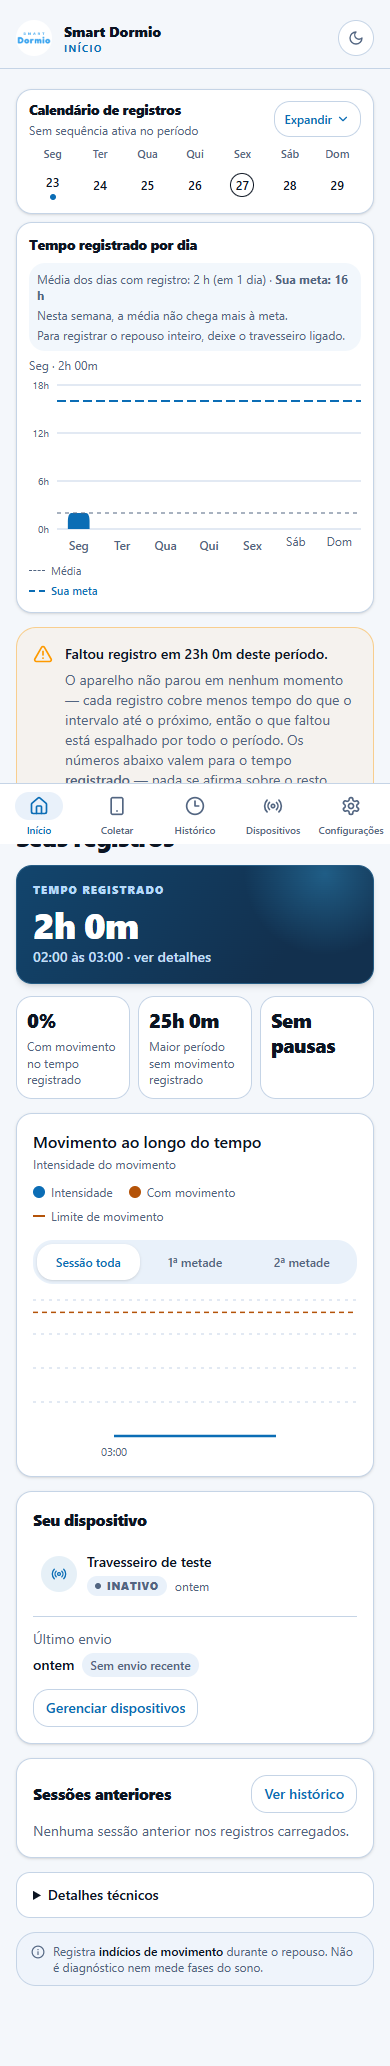 SMART
Dormio
Smart Dormio
INÍCIO
Calendário de registros
Sem sequência ativa no período
Expandir
Seg Ter Qua Qui Sex Sáb Dom
23 24 25 26 27 28 29
Tempo registrado por dia
Média dos dias com registro: 2 h (em 1 dia) · Sua meta: 16
h
Nesta semana, a média não chega mais à meta.
Para registrar o repouso inteiro, deixe o travesseiro ligado.
Seg · 2h 00m
18h
12h
6h
0h
Seg Ter Qua Qui Sex Sáb Dom
Média
Sua meta
Faltou registro em 23h 0m deste período.
O aparelho não parou em nenhum momento
— cada registro cobre menos tempo do que o
intervalo até o próximo, então o que faltou
está espalhado por todo o período. Os
números abaixo valem para o tempo
registrado — nada se afirma sobre o resto
Início Coletar Histórico Dispositivos Configurações
Seus registros
TEMPO REGISTRADO
2h 0m
02:00 às 03:00 · ver detalhes
0%
Com movimento
no tempo
registrado
25h 0m
Maior período
sem movimento
registrado
Sem
pausas
Movimento ao longo do tempo
Intensidade do movimento
Intensidade Com movimento
Limite de movimento
Sessão toda 1ª metade 2ª metade
03:00
Seu dispositivo
Travesseiro de teste
INATIVO ontem
Último envio
ontem Sem envio recente
Gerenciar dispositivos
Sessões anteriores
Ver histórico
Nenhuma sessão anterior nos registros carregados.
Detalhes técnicos
Registra indícios de movimento durante o repouso. Não
é diagnóstico nem mede fases do sono.